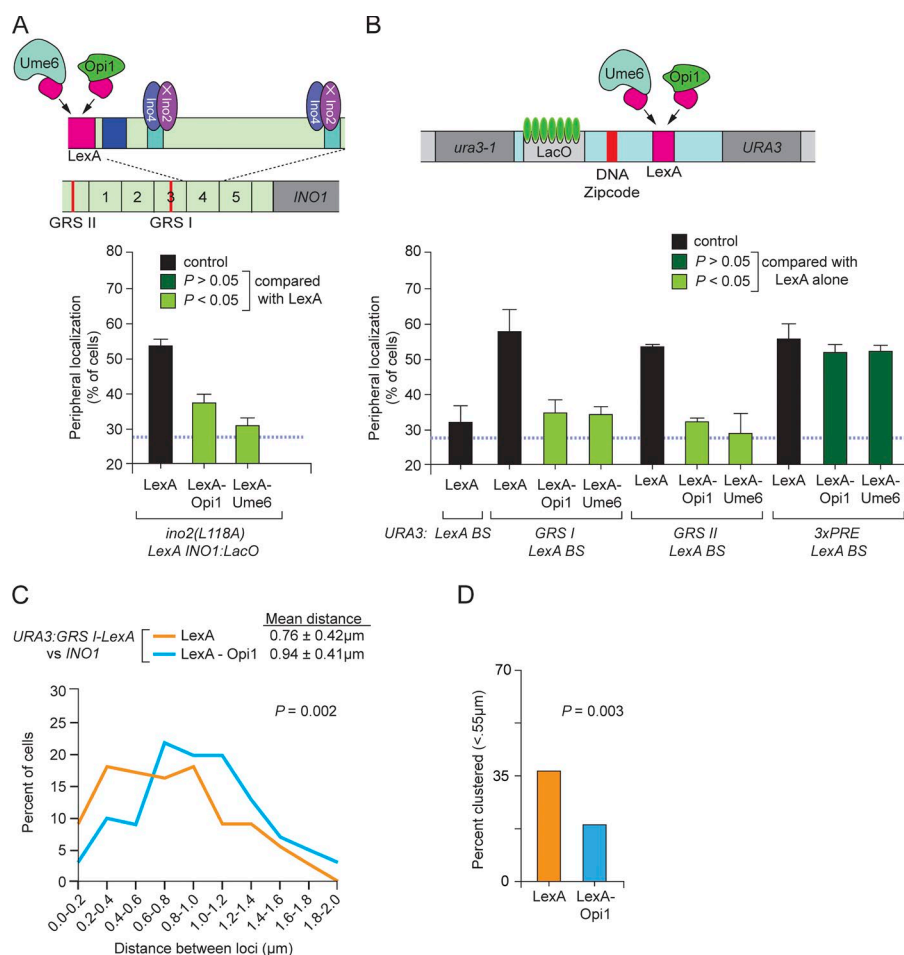 A
Ume6
Opi1
Ino4
Ino2
Ino4
Ino2
LexA
1 2 3 4 5 INO1
GRS II GRS I
80
70
60
50
40
30
20
Peripheral localization
(% of cells)
control
P > 0.05 compared
P < 0.05 with LexA
LexA LexA- LexA-
Opi1 Ume6
ino2(L118A)
LexA INO1:LacO
B
Ume6
Opi1
ura3-1 LacO URA3
DNA LexA
Zipcode
control
P > 0.05 compared with
P < 0.05 LexA alone
80
70
60
50
40
30
20
Peripheral localization
(% of cells)
LexA LexA LexA- LexA- LexA LexA- LexA- LexA LexA- LexA-
Opi1 Ume6 Opi1 Ume6 Opi1 Ume6
URA3: LexA BS GRS I GRS II 3xPRE
LexA BS LexA BS LexA BS
C
Mean distance
URA3:GRS I-LexA LexA 0.76 ± 0.42µm
vs INO1 LexA - Opi1 0.94 ± 0.41µm
P = 0.002
30
25
20
15
10
5
0
Percent of cells
0.0-0.2 0.2-0.4 0.4-0.6 0.6-0.8 0.8-1.0 1.0-1.2 1.2-1.4 1.4-1.6 1.6-1.8 1.8-2.0
Distance between loci (µm)
D
70
35
0
Percent clustered (<.55µm)
P = 0.003
LexA LexA-
Opi1